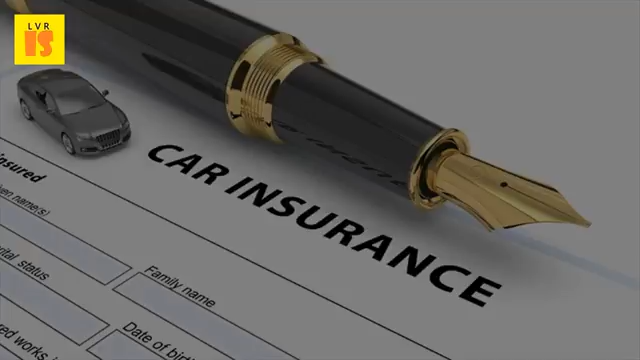 LVR
IS
CAR INSURANCE
insured
name(s)
Family name
status
Date of